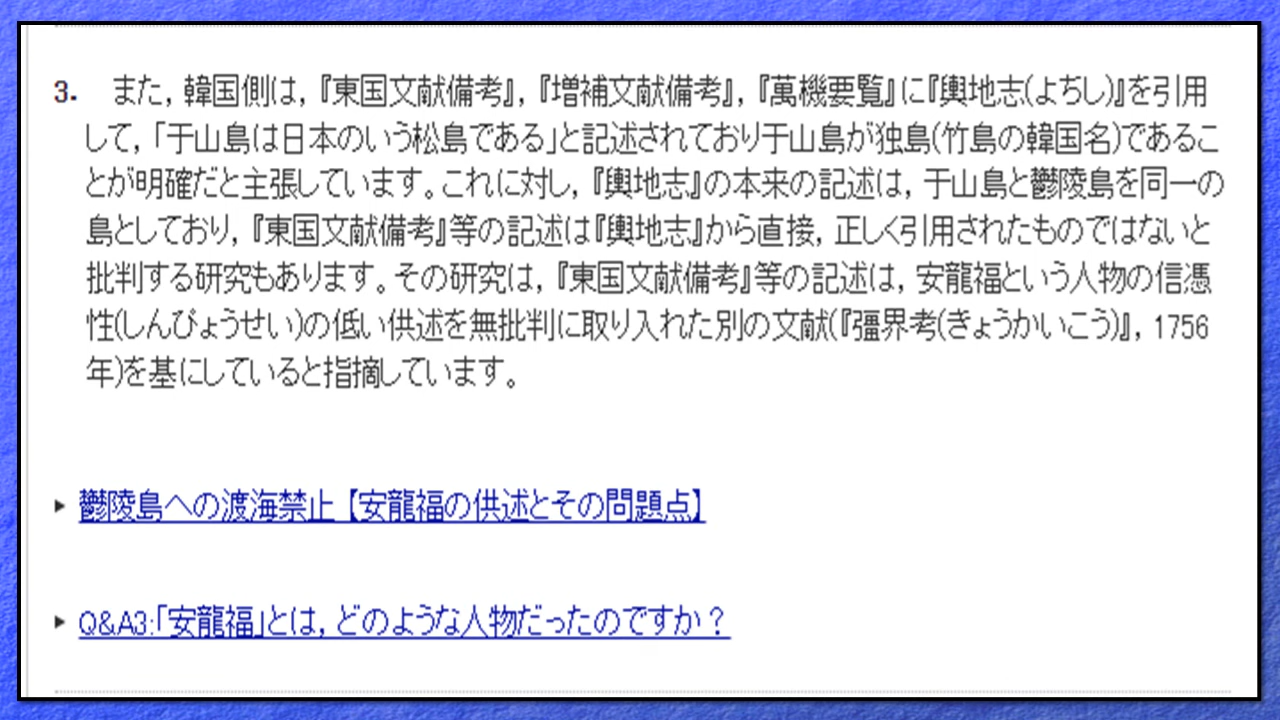 3. また，韓国側は，『東国文献備考』，『増補文献備考』，『萬機要覧』に『輿地志(よちし)』を引用
して，「于山島は日本のいう松島である」と記述されており于山島が独島(竹島の韓国名)であるこ
とが明確だと主張しています。これに対し，『輿地志』の本来の記述は，于山島と鬱陵島を同一の
島としており，『東国文献備考』等の記述は『輿地志』から直接，正しく引用されたものではないと
批判する研究もあります。その研究は，『東国文献備考』等の記述は，安龍福という人物の信憑
性(しんぴょうせい)の低い供述を無批判に取り入れた別の文献(『彊界考(きょうかいこう)』，1756
年)を基にしていると指摘しています。
鬱陵島への渡海禁止【安龍福の供述とその問題点】
Q&A3:「安龍福」とは，どのような人物だったのですか？